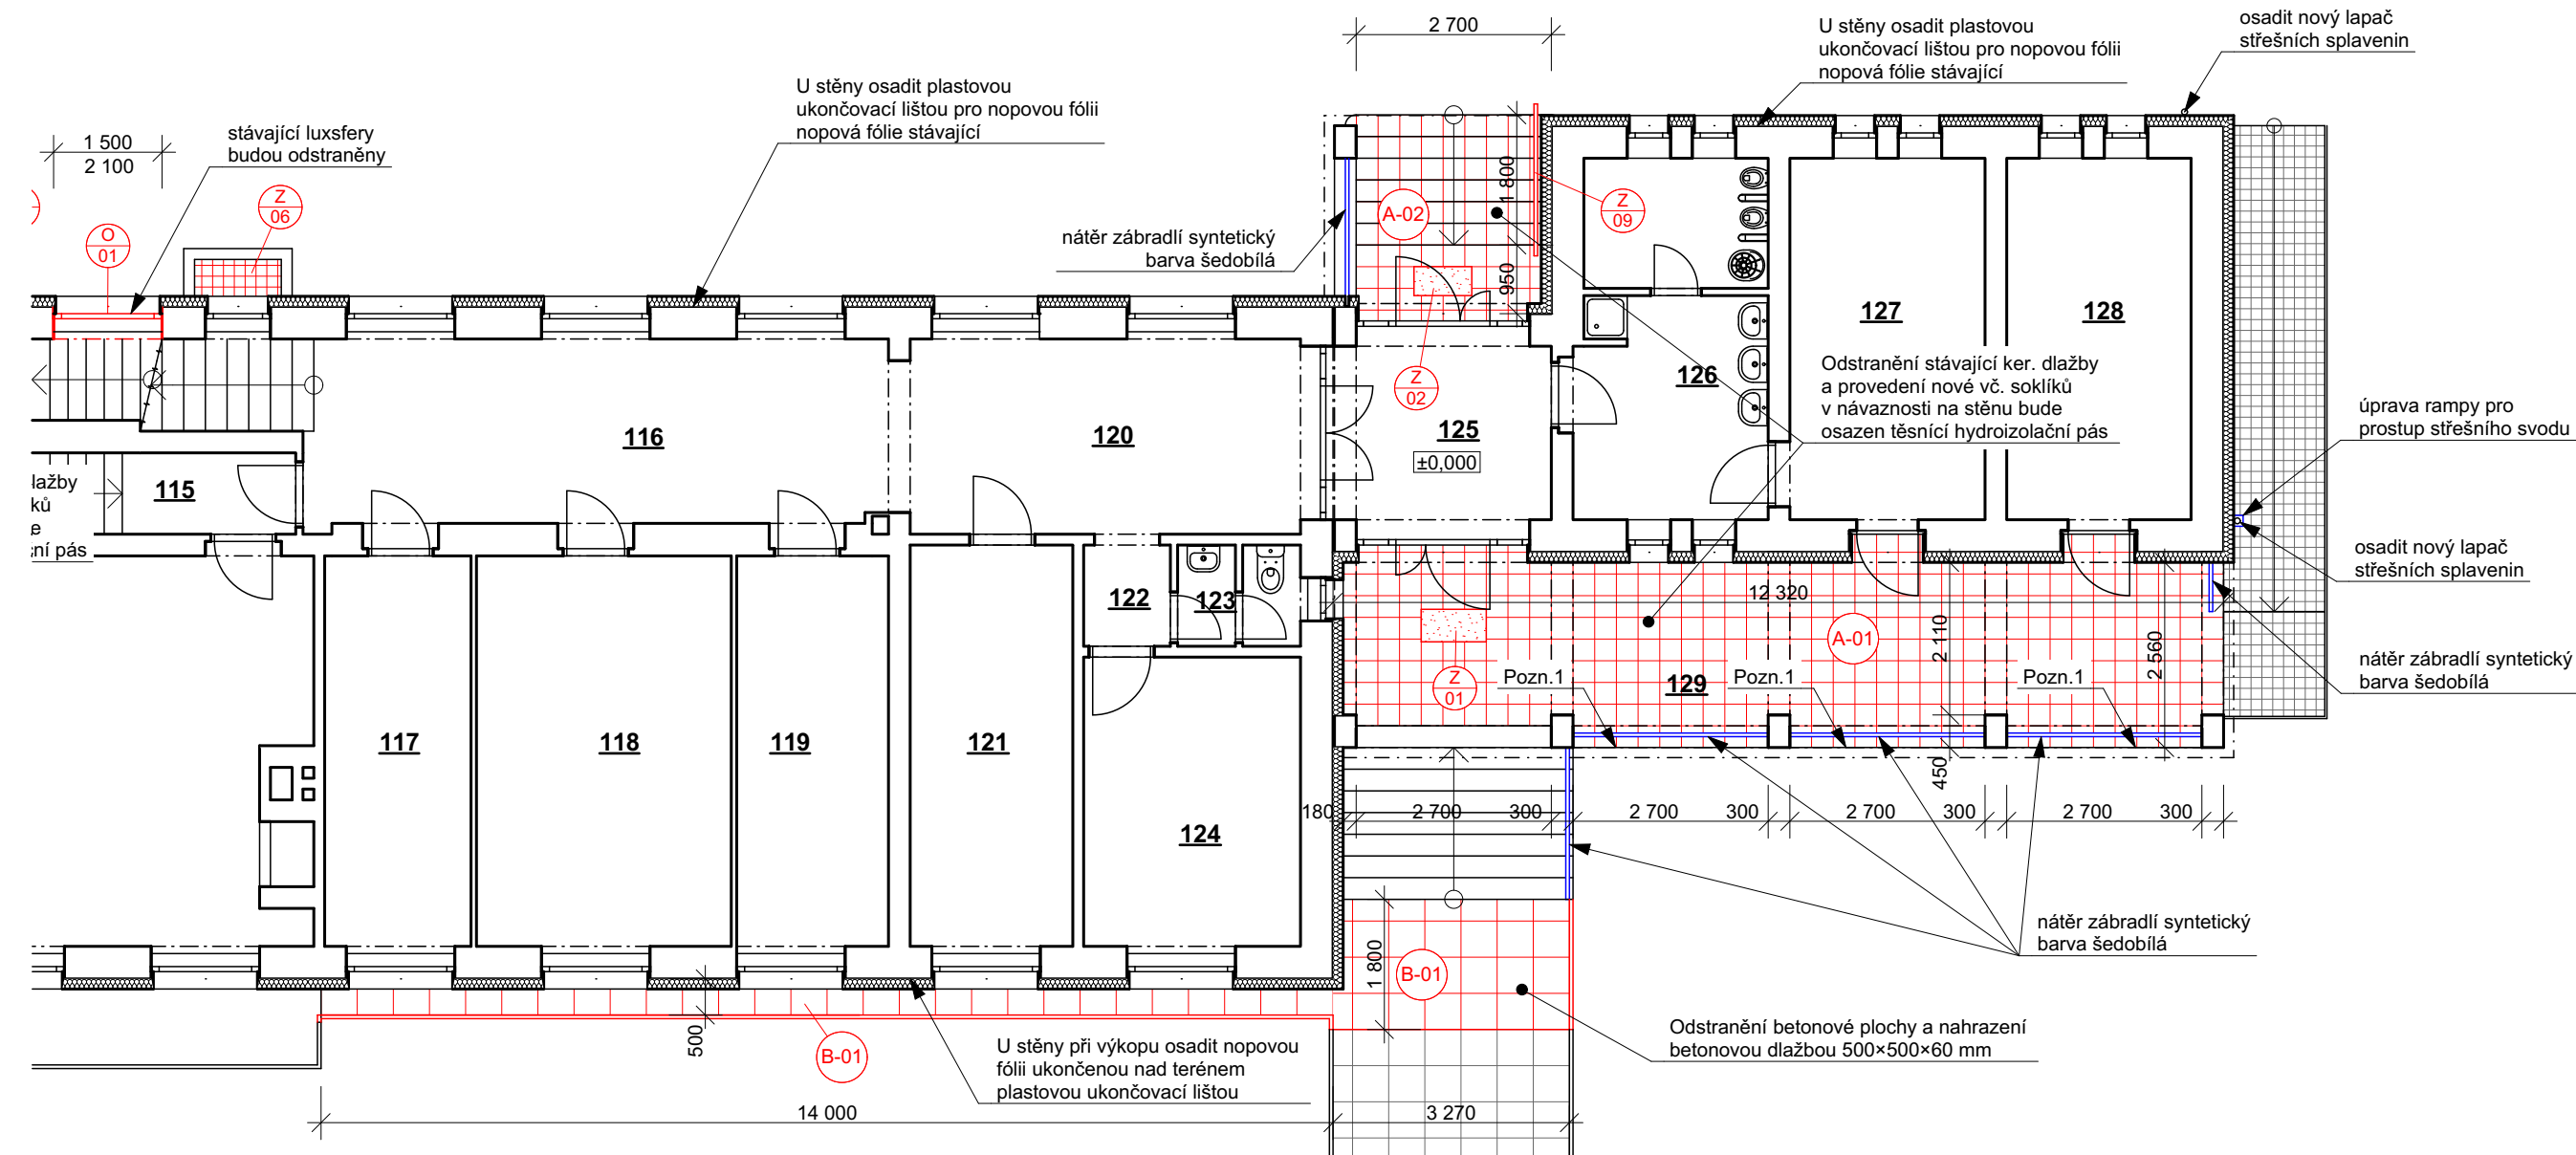 2 700
U stěny osadit plastovou
ukončovací lištou pro nopovou fólii
nopová fólie stávající
osadit nový lapač
střešních splavenin
U stěny osadit plastovou
ukončovací lištou pro nopovou fólii
nopová fólie stávající
1 500
2 100
stávající luxsfery
budou odstraněny
Z
06
O
01
A-02
1 800
950
Z
09
nátěr zábradlí syntetický
barva šedobílá
127
128
Z
02
126
Odstranění stávající ker. dlažby
a provedení nové vč. soklíků
v návaznosti na stěnu bude
osazen těsnící hydroizolační pás
116
120
125
±0,000
úprava rampy pro
prostup střešního svodu
115
dlažby
ků
e
ční pás
osadit nový lapač
střešních splavenin
122
123
12 320
A-01
2 110
2 560
Z
01
Pozn.1
129
Pozn.1
Pozn.1
nátěr zábradlí syntetický
barva šedobílá
117
118
119
121
124
450
180
2 700
300
2 700
300
2 700
300
2 700
300
nátěr zábradlí syntetický
barva šedobílá
1 800
B-01
500
B-01
U stěny při výkopu osadit nopovou
fólii ukončenou nad terénem
plastovou ukončovací lištou
Odstranění betonové plochy a nahrazení
betonovou dlažbou 500×500×60 mm
14 000
3 270